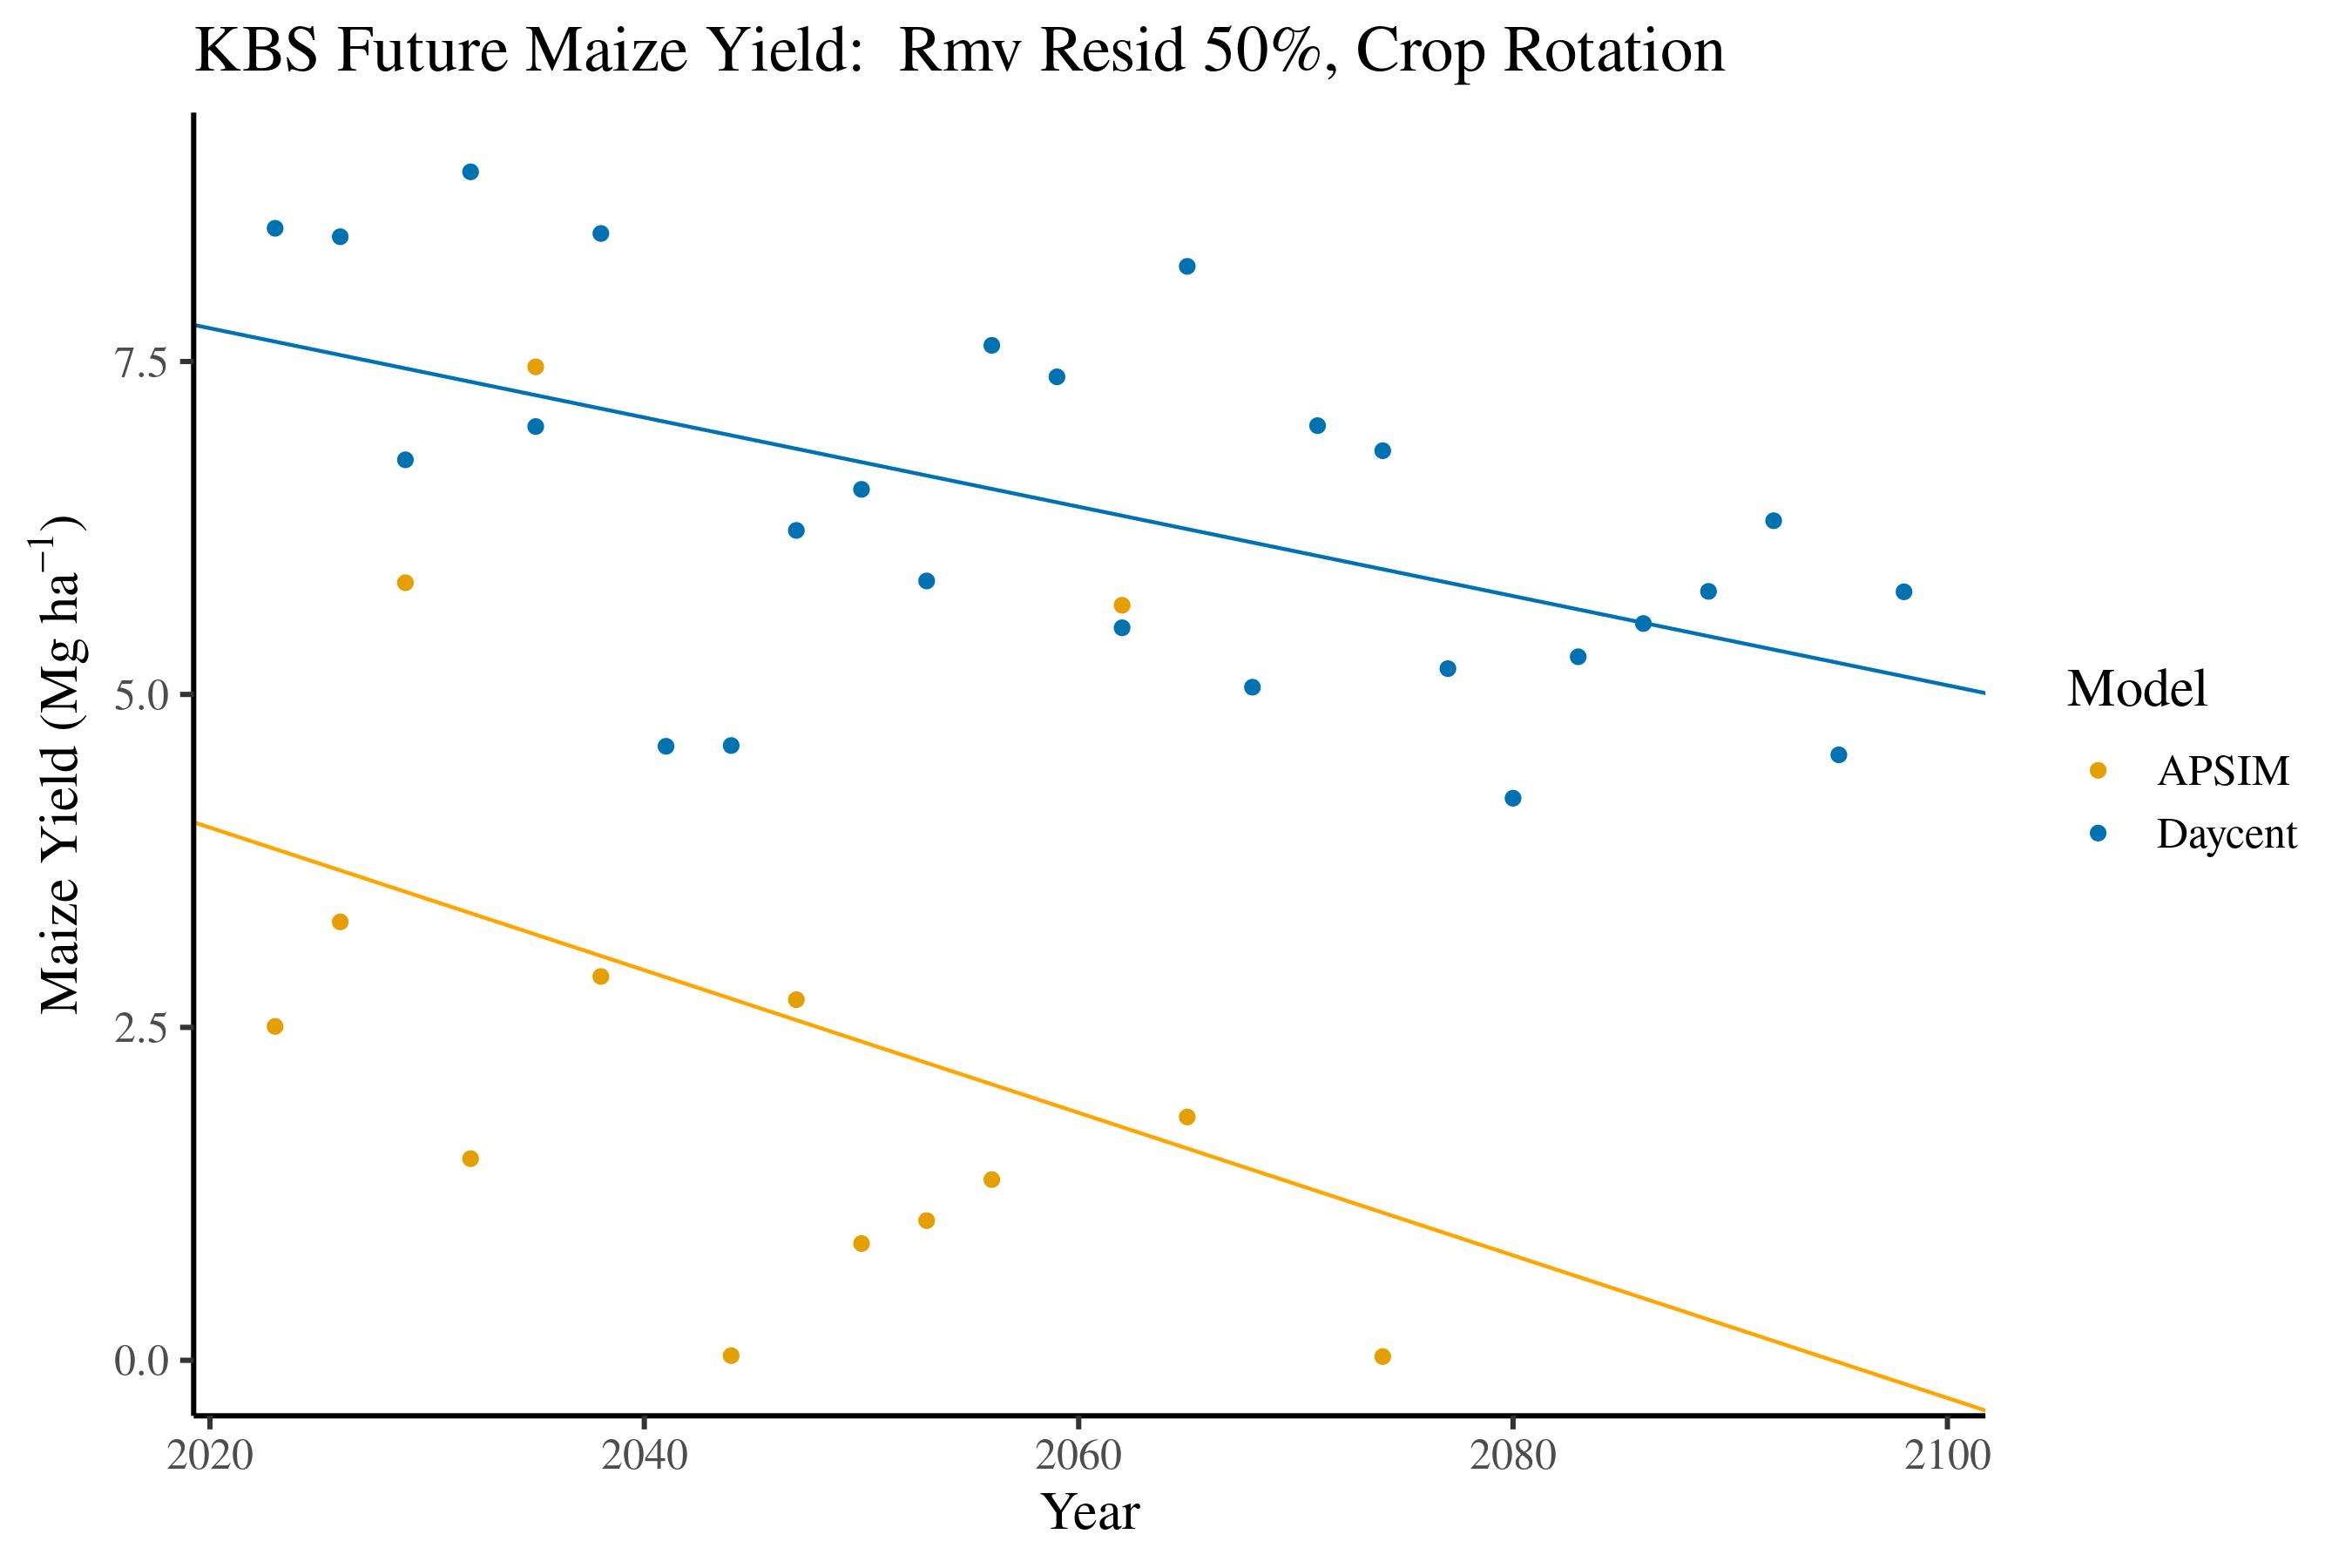 KBS Future Maize Yield:  Rmv Resid 50%, Crop Rotation
Maize Yield (Mg ha⁻¹)
7.5
5.0
2.5
0.0
2020 2040 2060 2080 2100
Year
Model
APSIM
Daycent